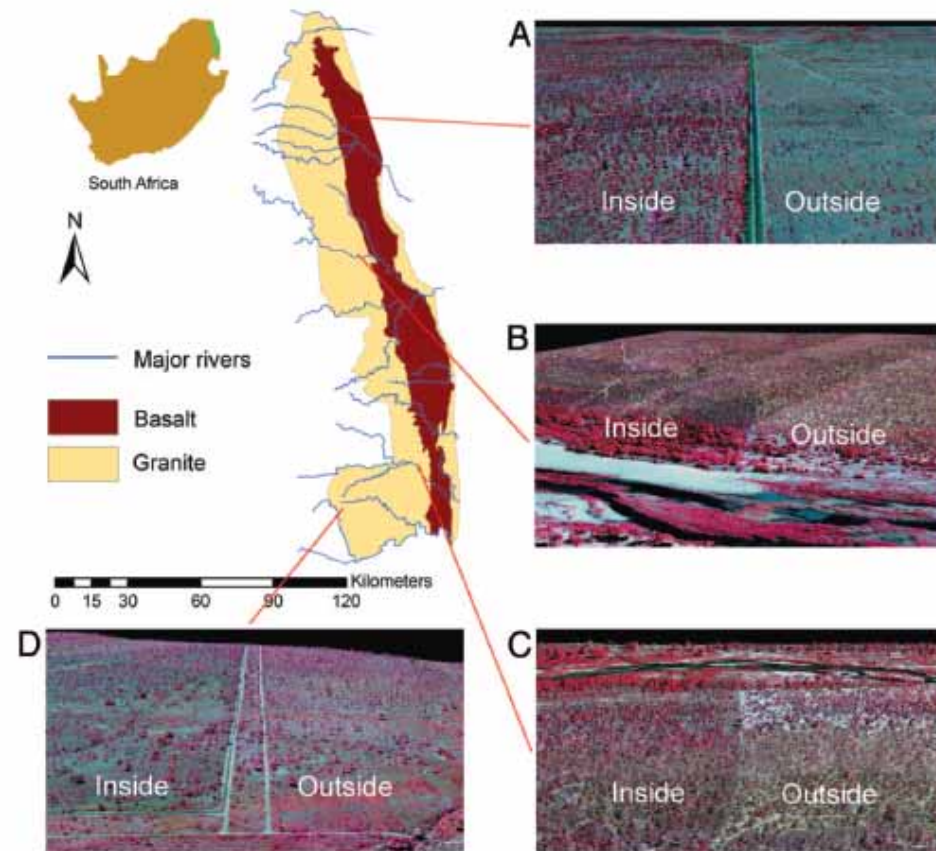 A
South Africa
N
Inside
Outside
B
Major rivers
Basalt
Granite
Inside
Outside
Kilometers
0 15 30 60 90 120
D
C
Inside
Outside
Inside
Outside